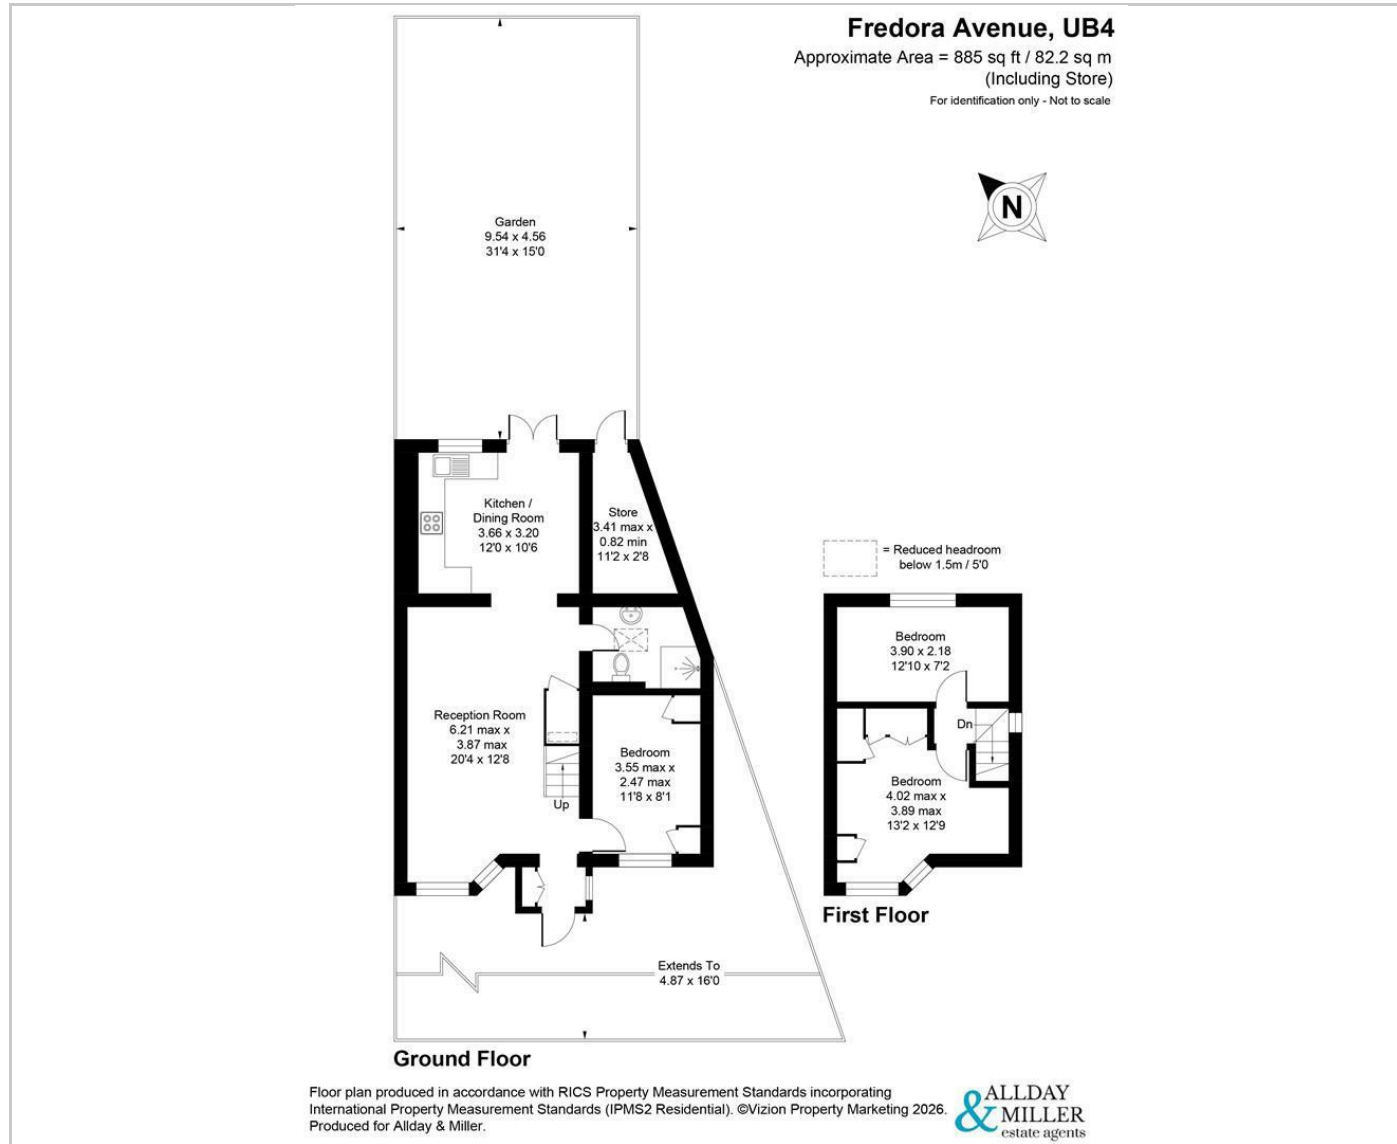 Fredora Avenue, UB4
Approximate Area = 885 sq ft / 82.2 sq m
(Including Store)
For identification only - Not to scale
N
Garden
9.54 x 4.56
31'4 x 15'0
Kitchen /
Dining Room
3.66 x 3.20
12'0 x 10'6
Store
3.41 max x
0.82 min
11'2 x 2'8
= Reduced headroom
below 1.5m / 5'0
Reception Room
6.21 max x
3.87 max
20'4 x 12'8
Up
Bedroom
3.55 max x
2.47 max
11'8 x 8'1
Bedroom
3.90 x 2.18
12'10 x 7'2
Dn
Bedroom
4.02 max x
3.89 max
13'2 x 12'9
First Floor
Extends To
4.87 x 16'0
Ground Floor
Floor plan produced in accordance with RICS Property Measurement Standards incorporating
International Property Measurement Standards (IPMS2 Residential). ©Vizion Property Marketing 2026.
Produced for Allday & Miller.
ALLDAY
& MILLER
estate agents